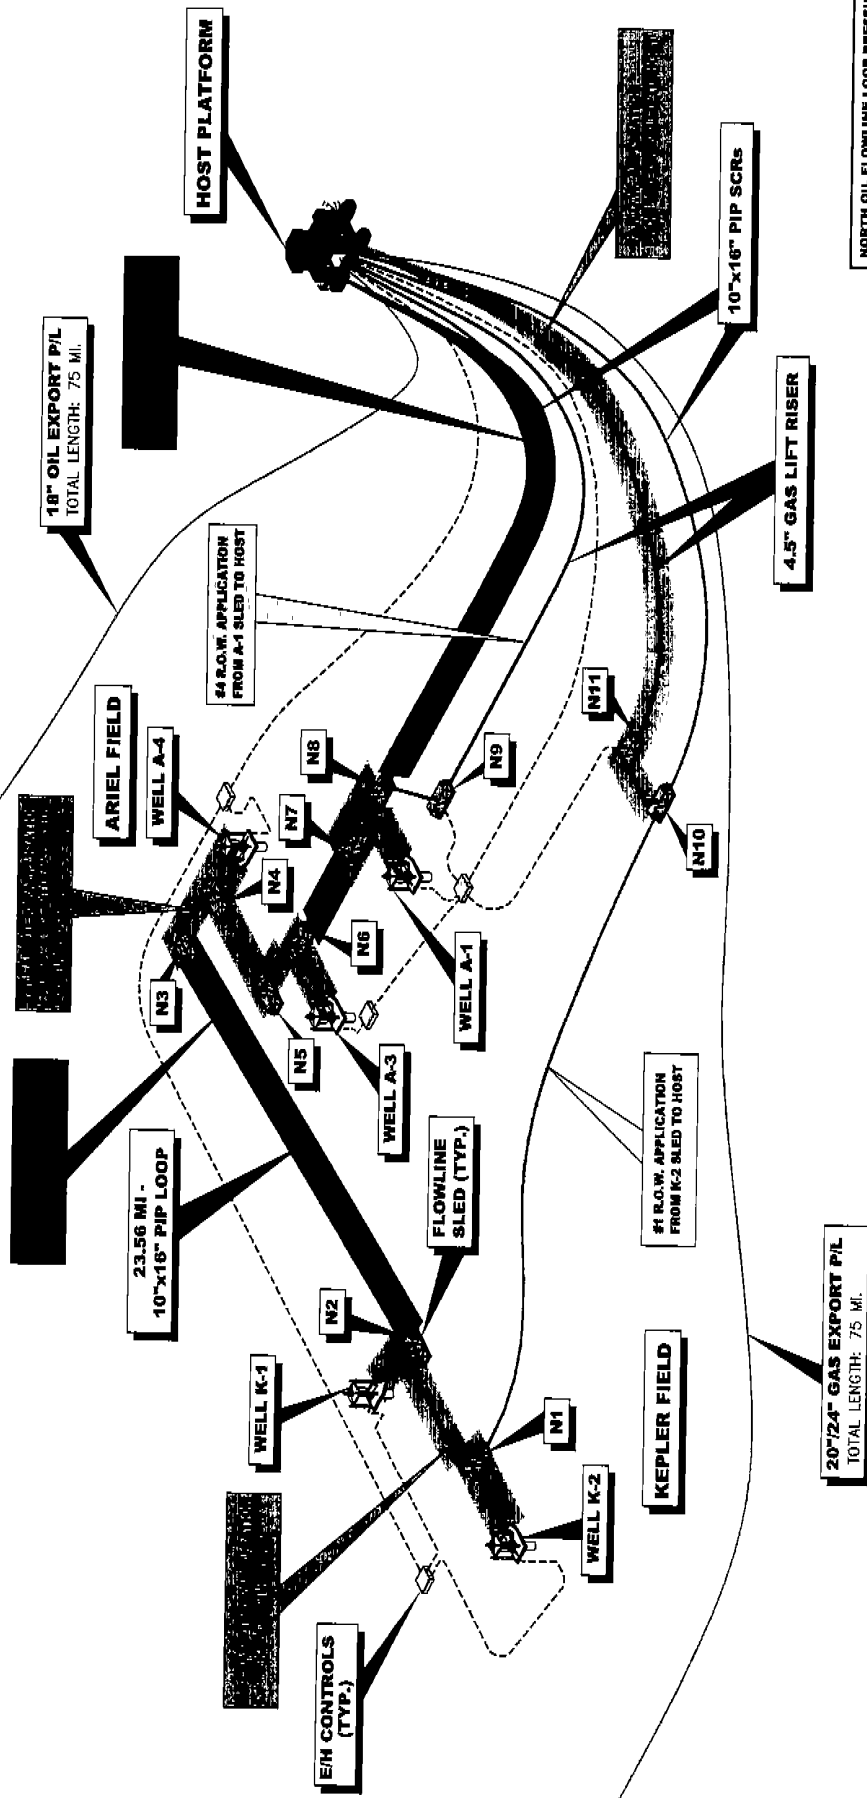 HOST PLATFORM
18" OIL EXPORT P/L
TOTAL LENGTH: 75 MI.
#4 R.O.W. APPLICATION
FROM A-1 SLED TO HOST
10"x16" PIP SCRs
4.5" GAS LIFT RISER
ARIEL FIELD
WELL A-4
N8
N7
N9
N11
N10
N4
N3
N6
N5
WELL A-1
WELL A-3
23.56 MI -
10"x16" PIP LOOP
FLOWLINE
SLED (TYP.)
#1 R.O.W. APPLICATION
FROM K-2 SLED TO HOST
N2
WELL K-1
N1
KEPLER FIELD
WELL K-2
20"/24" GAS EXPORT P/L
TOTAL LENGTH: 75 MI.
E/H CONTROLS
(TYP.)
NORTH OIL FLOWLINE LOOP